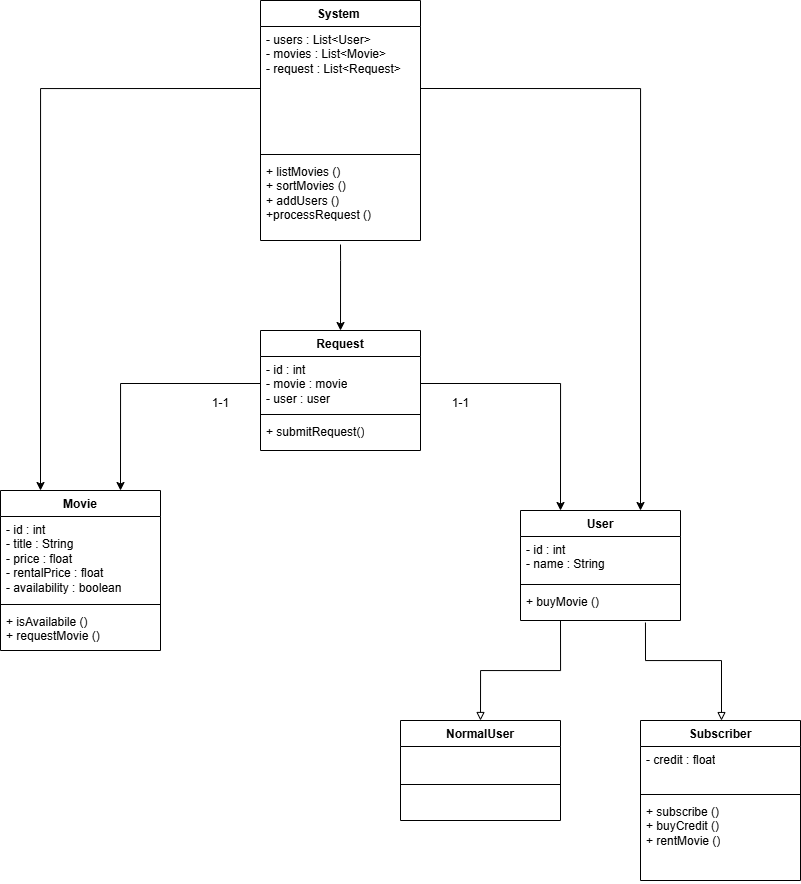 System
- users : List<User>
- movies : List<Movie>
- request : List<Request>
+ listMovies ()
+ sortMovies ()
+ addUsers ()
+processRequest ()
Request
- id : int
- movie : movie
- user : user
+ submitRequest()
1-1
1-1
Movie
- id : int
- title : String
- price : float
- rentalPrice : float
- availability : boolean
+ isAvailabile ()
+ requestMovie ()
User
- id : int
- name : String
+ buyMovie ()
NormalUser
Subscriber
- credit : float
+ subscribe ()
+ buyCredit ()
+ rentMovie ()